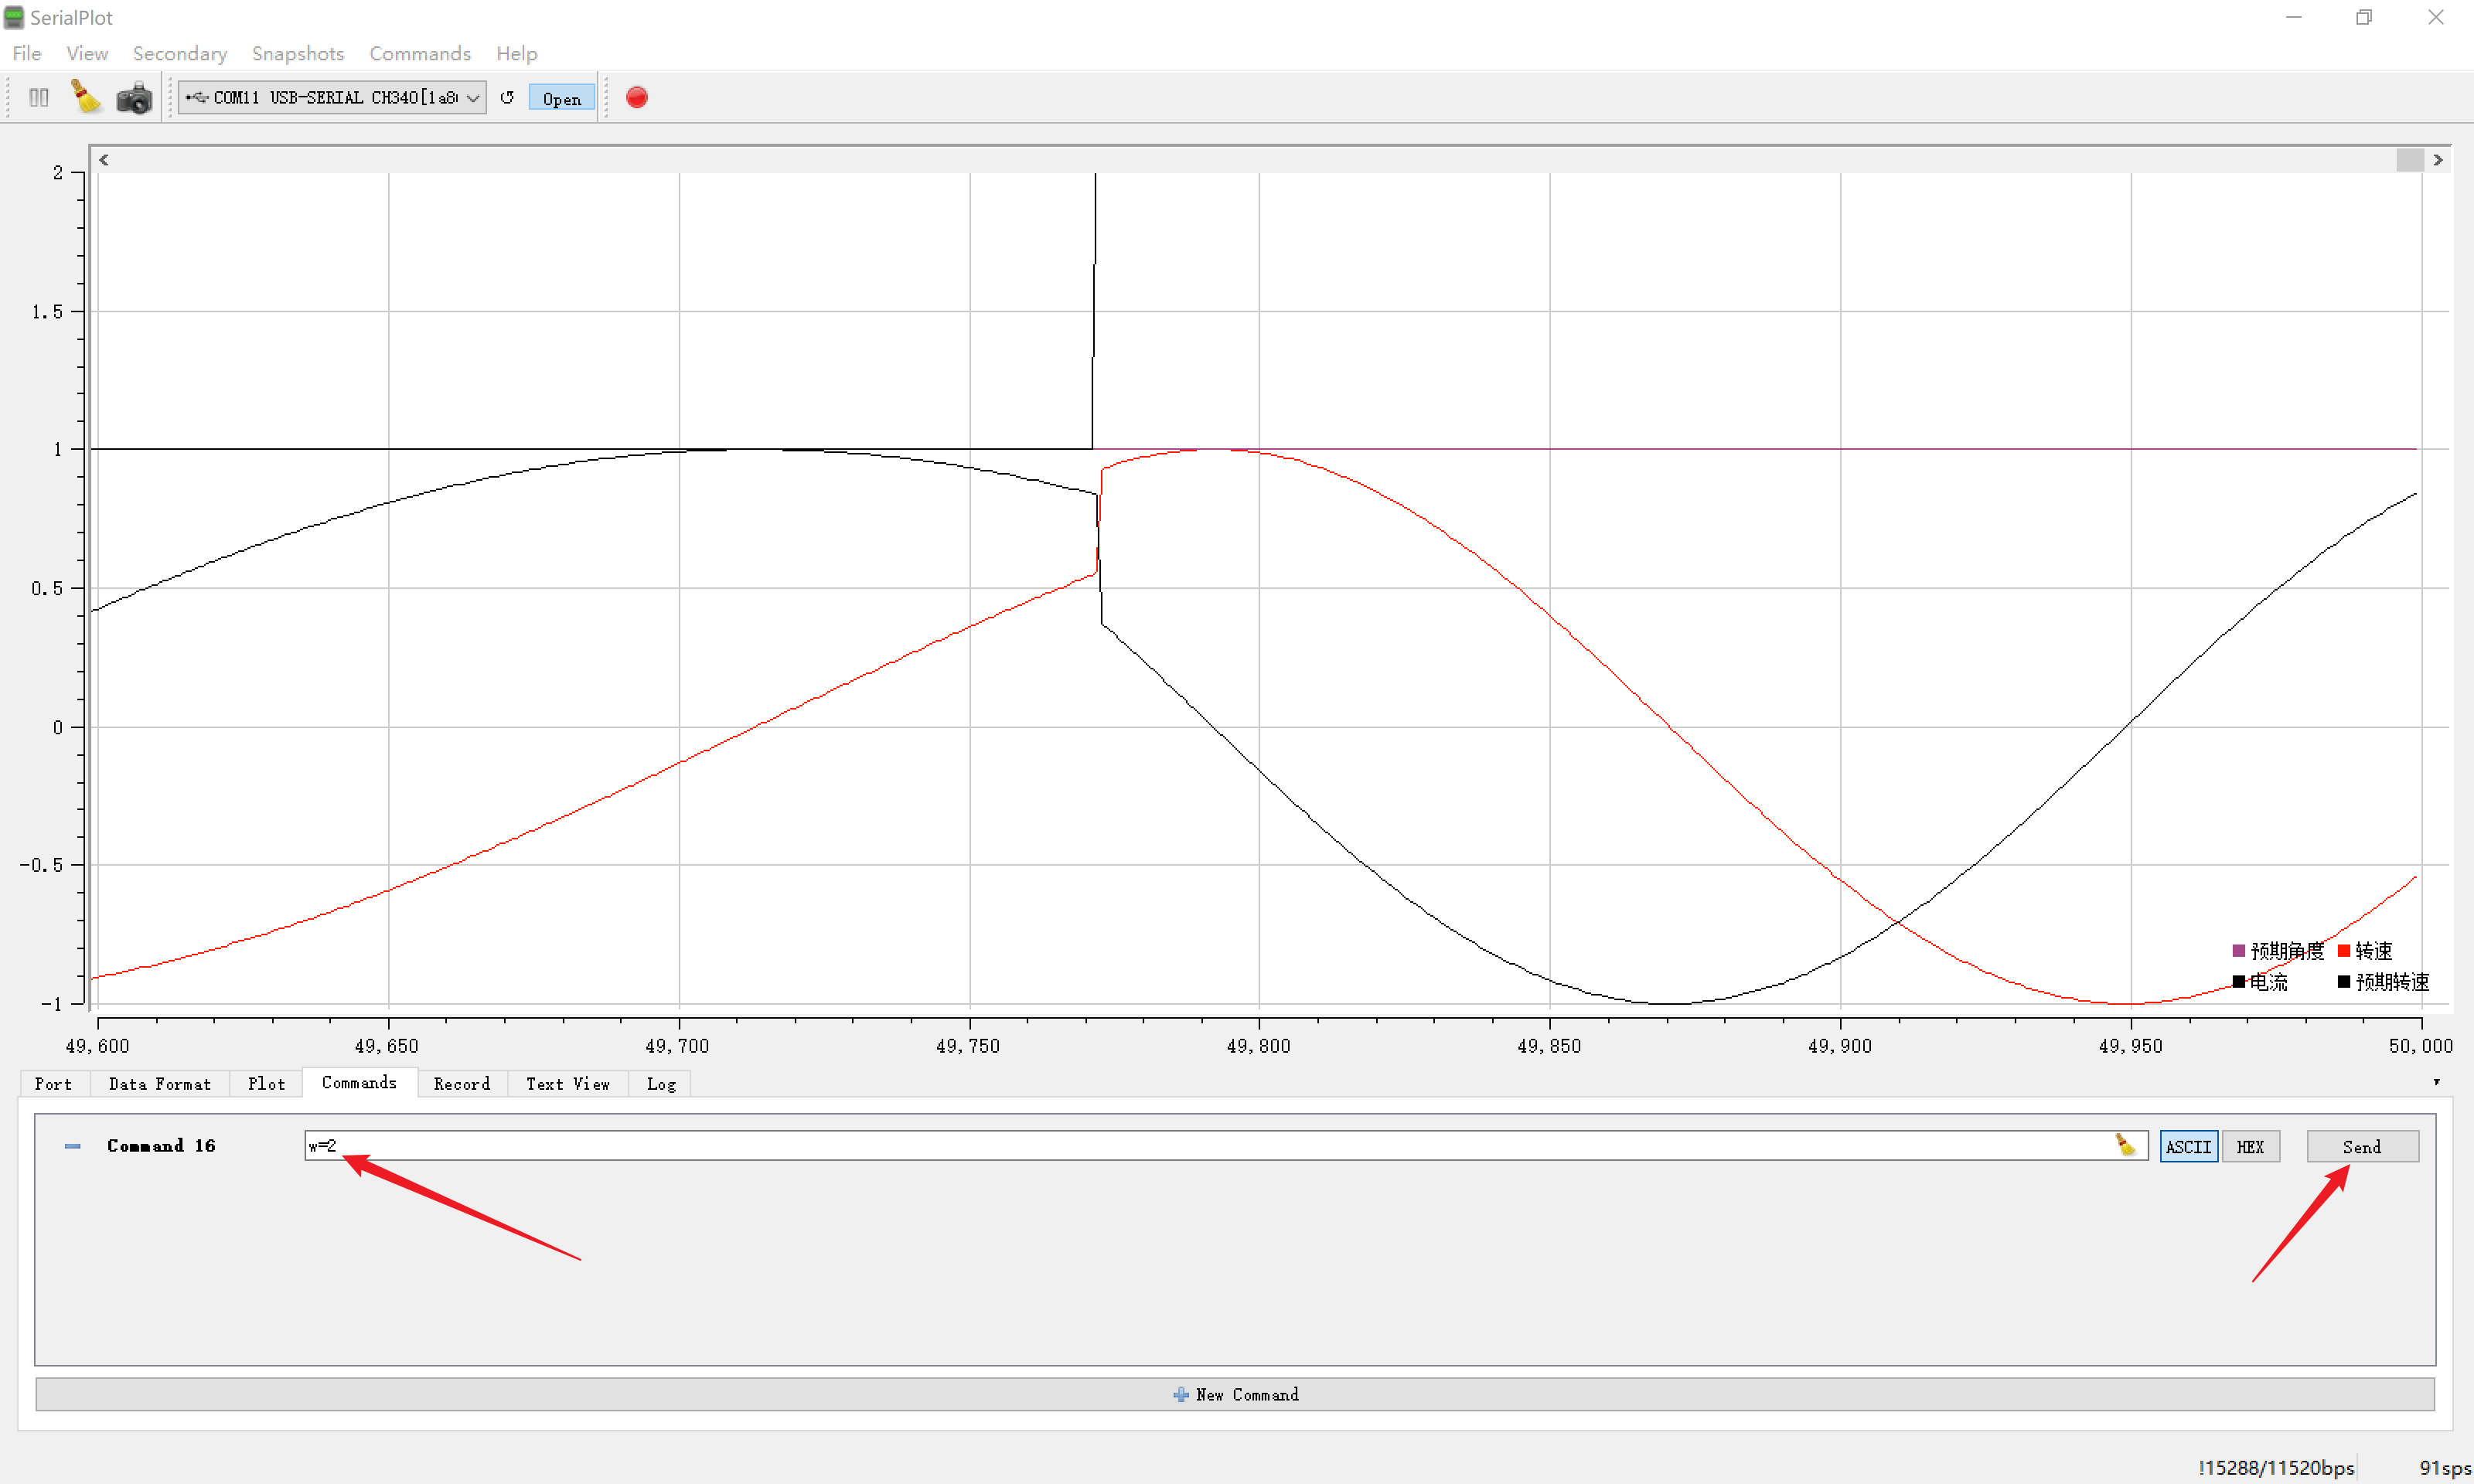 SerialPlot
File View Secondary Snapshots Commands Help
COM11 USB-SERIAL CH340[1a8 Open
2
1.5
1
0.5
0
-0.5
-1
预期角度 转速
电流 预期转速
49,600 49,650 49,700 49,750 49,800 49,850 49,900 49,950 50,000
Port Data Format Plot Commands Record Text View Log
Command 16 w=2 ASCII HEX Send
New Command
!15288/11520bps 91sps